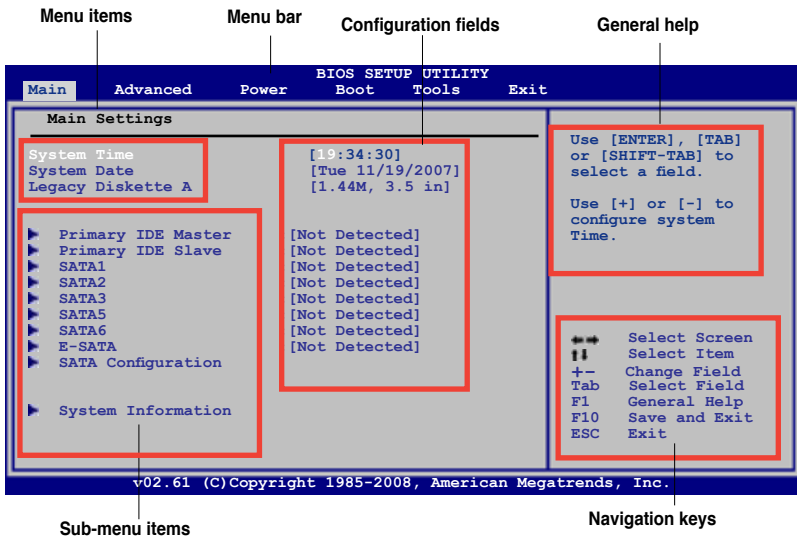 Menu items Menu bar Configuration fields General help
BIOS SETUP UTILITY
Main Advanced Power Boot Tools Exit
Main Settings
System Time [19:34:30]
System Date [Tue 11/19/2007]
Legacy Diskette A [1.44M, 3.5 in]
Primary IDE Master [Not Detected]
Primary IDE Slave [Not Detected]
SATA1 [Not Detected]
SATA2 [Not Detected]
SATA3 [Not Detected]
SATA5 [Not Detected]
SATA6 [Not Detected]
E-SATA [Not Detected]
SATA Configuration
System Information
Use [ENTER], [TAB]
or [SHIFT-TAB] to
select a field.
Use [+] or [-] to
configure system
Time.
←→ Select Screen
↑↓ Select Item
+- Change Field
Tab Select Field
F1 General Help
F10 Save and Exit
ESC Exit
v02.61 (C)Copyright 1985-2008, American Megatrends, Inc.
Sub-menu items Navigation keys